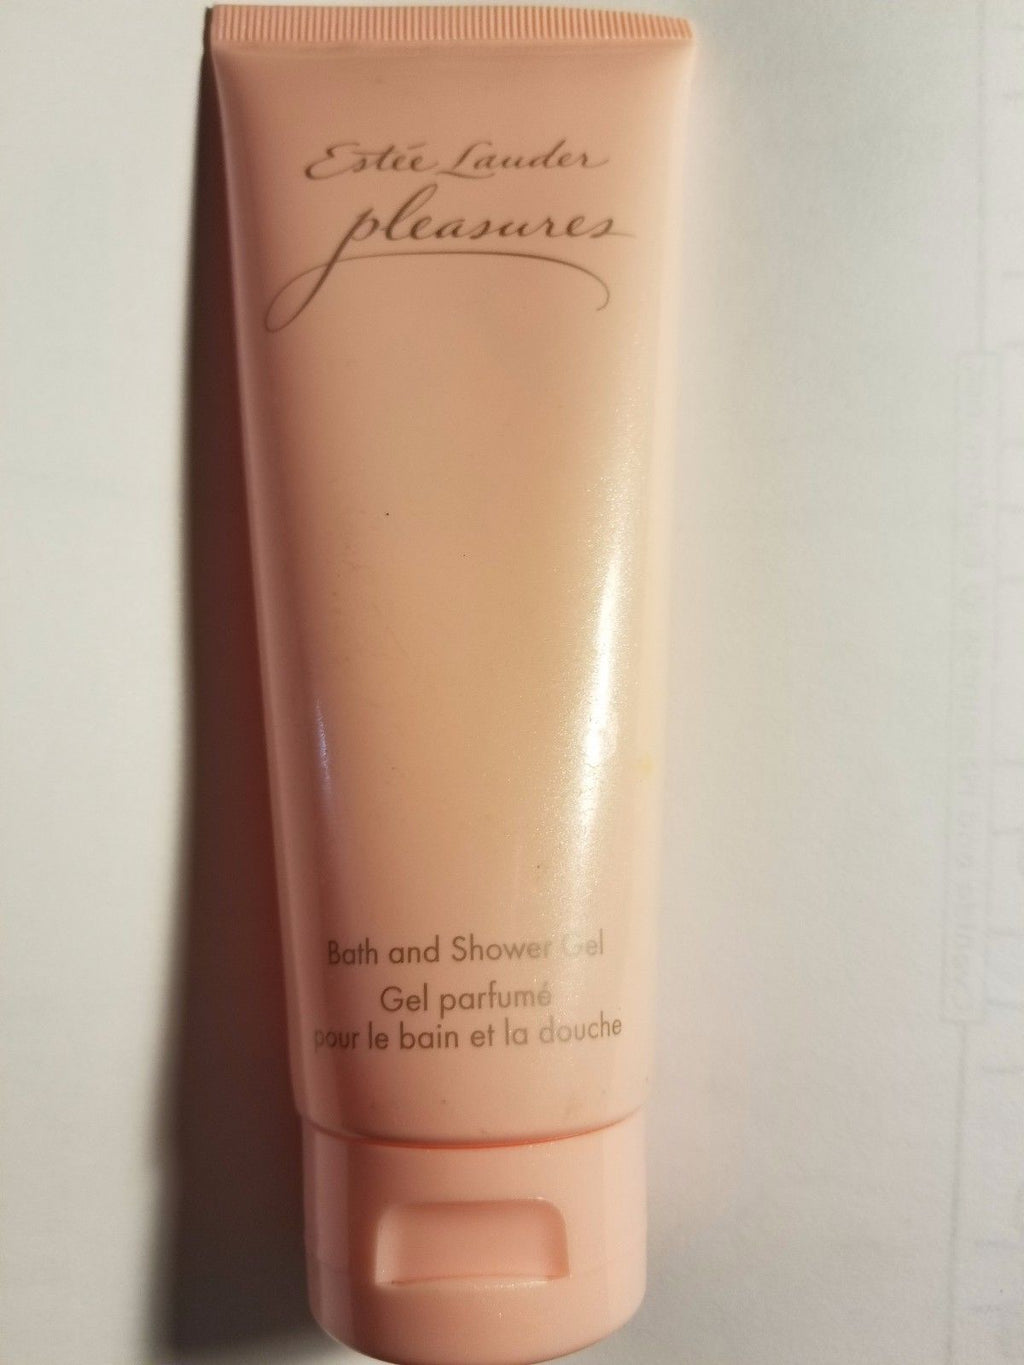 Estée Lauder
pleasures
Bath and Shower Gel
Gel parfumé
pour le bain et la douche